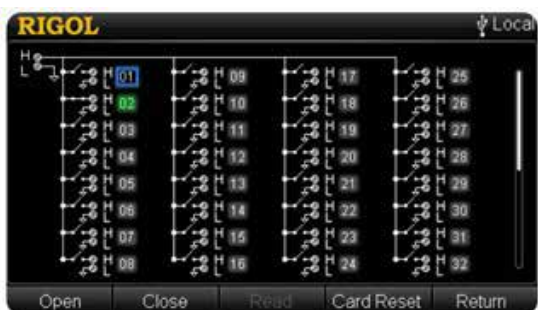 RIGOL Local
H
L
H 01 H 09 H 17 H 25
L L L L
H 02 H 10 H 18 H 26
L L L L
H 03 H 11 H 19 H 27
L L L L
H 04 H 12 H 20 H 28
L L L L
H 05 H 13 H 21 H 29
L L L L
H 06 H 14 H 22 H 30
L L L L
H 07 H 15 H 23 H 31
L L L L
H 08 H 16 H 24 H 32
L L L L
Open Close Read Card Reset Return